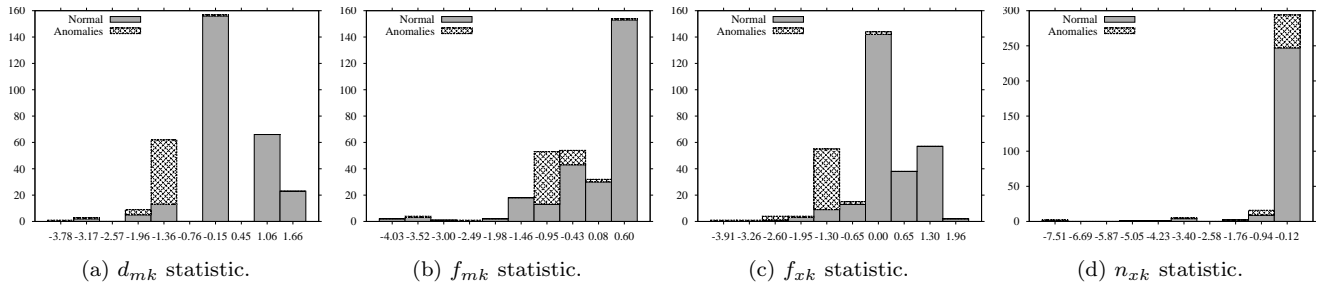 160
140
120
100
80
60
40
20
0
Normal
Anomalies
-3.78 -3.17 -2.57 -1.96 -1.36 -0.76 -0.15 0.45 1.06 1.66
(a) d_mk statistic.
160
140
120
100
80
60
40
20
0
Normal
Anomalies
-4.03 -3.52 -3.00 -2.49 -1.98 -1.46 -0.95 -0.43 0.08 0.60
(b) f_mk statistic.
160
140
120
100
80
60
40
20
0
Normal
Anomalies
-3.91 -3.26 -2.60 -1.95 -1.30 -0.65 0.00 0.65 1.30 1.96
(c) f_xk statistic.
300
250
200
150
100
50
0
Normal
Anomalies
-7.51 -6.69 -5.87 -5.05 -4.23 -3.40 -2.58 -1.76 -0.94 -0.12
(d) n_xk statistic.